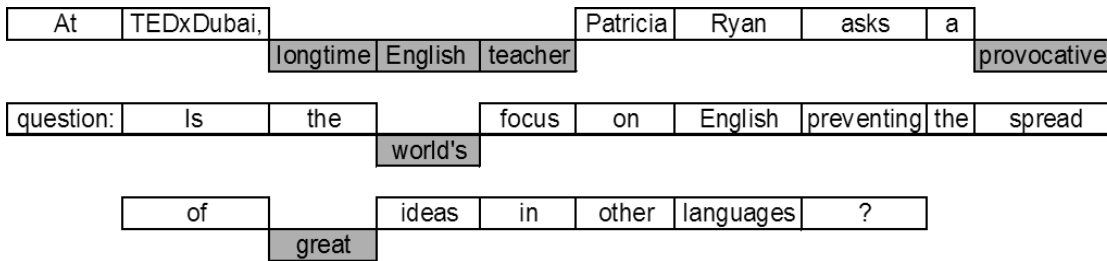 At TEDxDubai, longtime English teacher Patricia Ryan asks a provocative
question: Is the world's focus on English preventing the spread
of great ideas in other languages ?